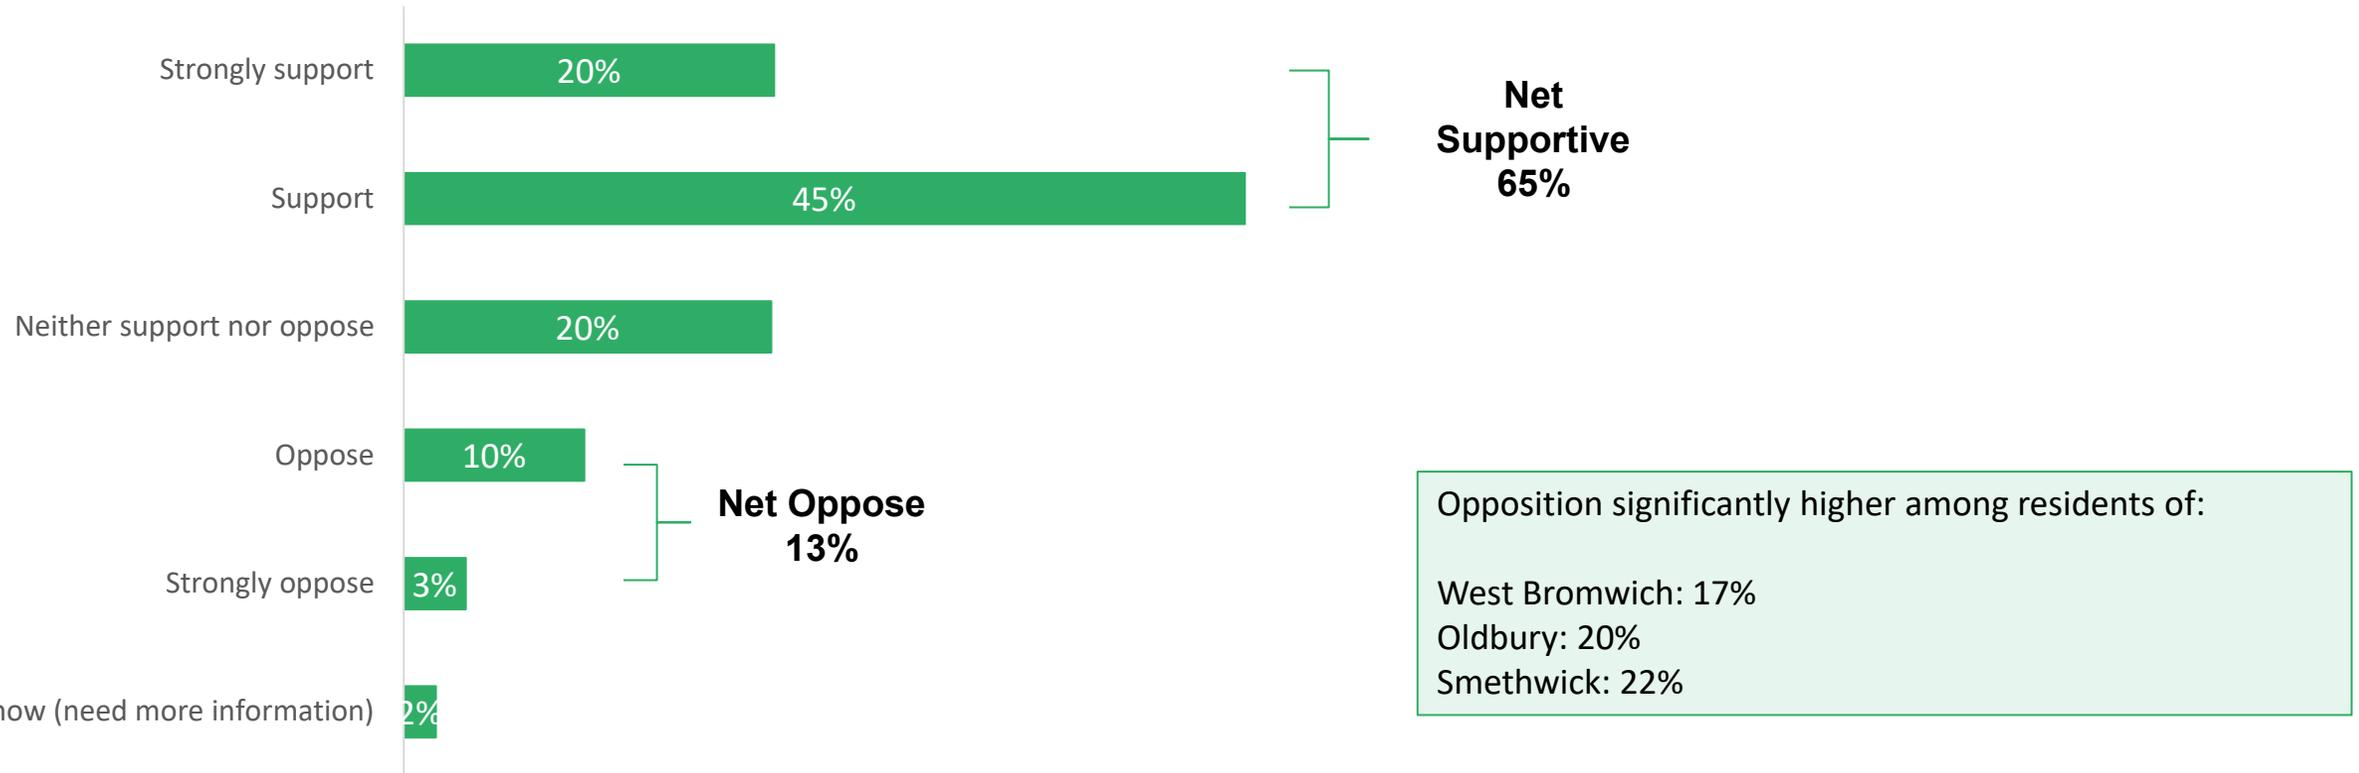 Strongly support
20%
Net
Supportive
65%
Support
45%
Neither support nor oppose
20%
Oppose
10%
Net Oppose
13%
Strongly oppose
3%
(need more information)
2%
Opposition significantly higher among residents of:
West Bromwich: 17%
Oldbury: 20%
Smethwick: 22%